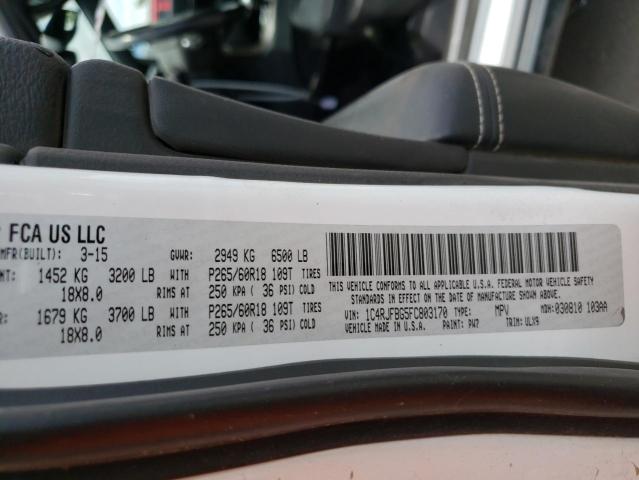 FCA US LLC
MFR(BUILT): 3-15 GVWR: 2949 KG 6500 LB
1452 KG 3200 LB WITH P265/60R18 109T TIRES
18X8.0 RIMS AT 250 KPA ( 36 PSI) COLD
1679 KG 3700 LB WITH P265/60R18 109T TIRES
18X8.0 RIMS AT 250 KPA ( 36 PSI) COLD
THIS VEHICLE CONFORMS TO ALL APPLICABLE U.S.A. FEDERAL MOTOR VEHICLE SAFETY
STANDARDS IN EFFECT ON THE DATE OF MANUFACTURE SHOWN ABOVE.
VIN: 1C4RJFBG5FC803170 TYPE: MPV MDH: 030810 103AA
VEHICLE MADE IN U.S.A. PAINT: PW7 TRIM: VLX9